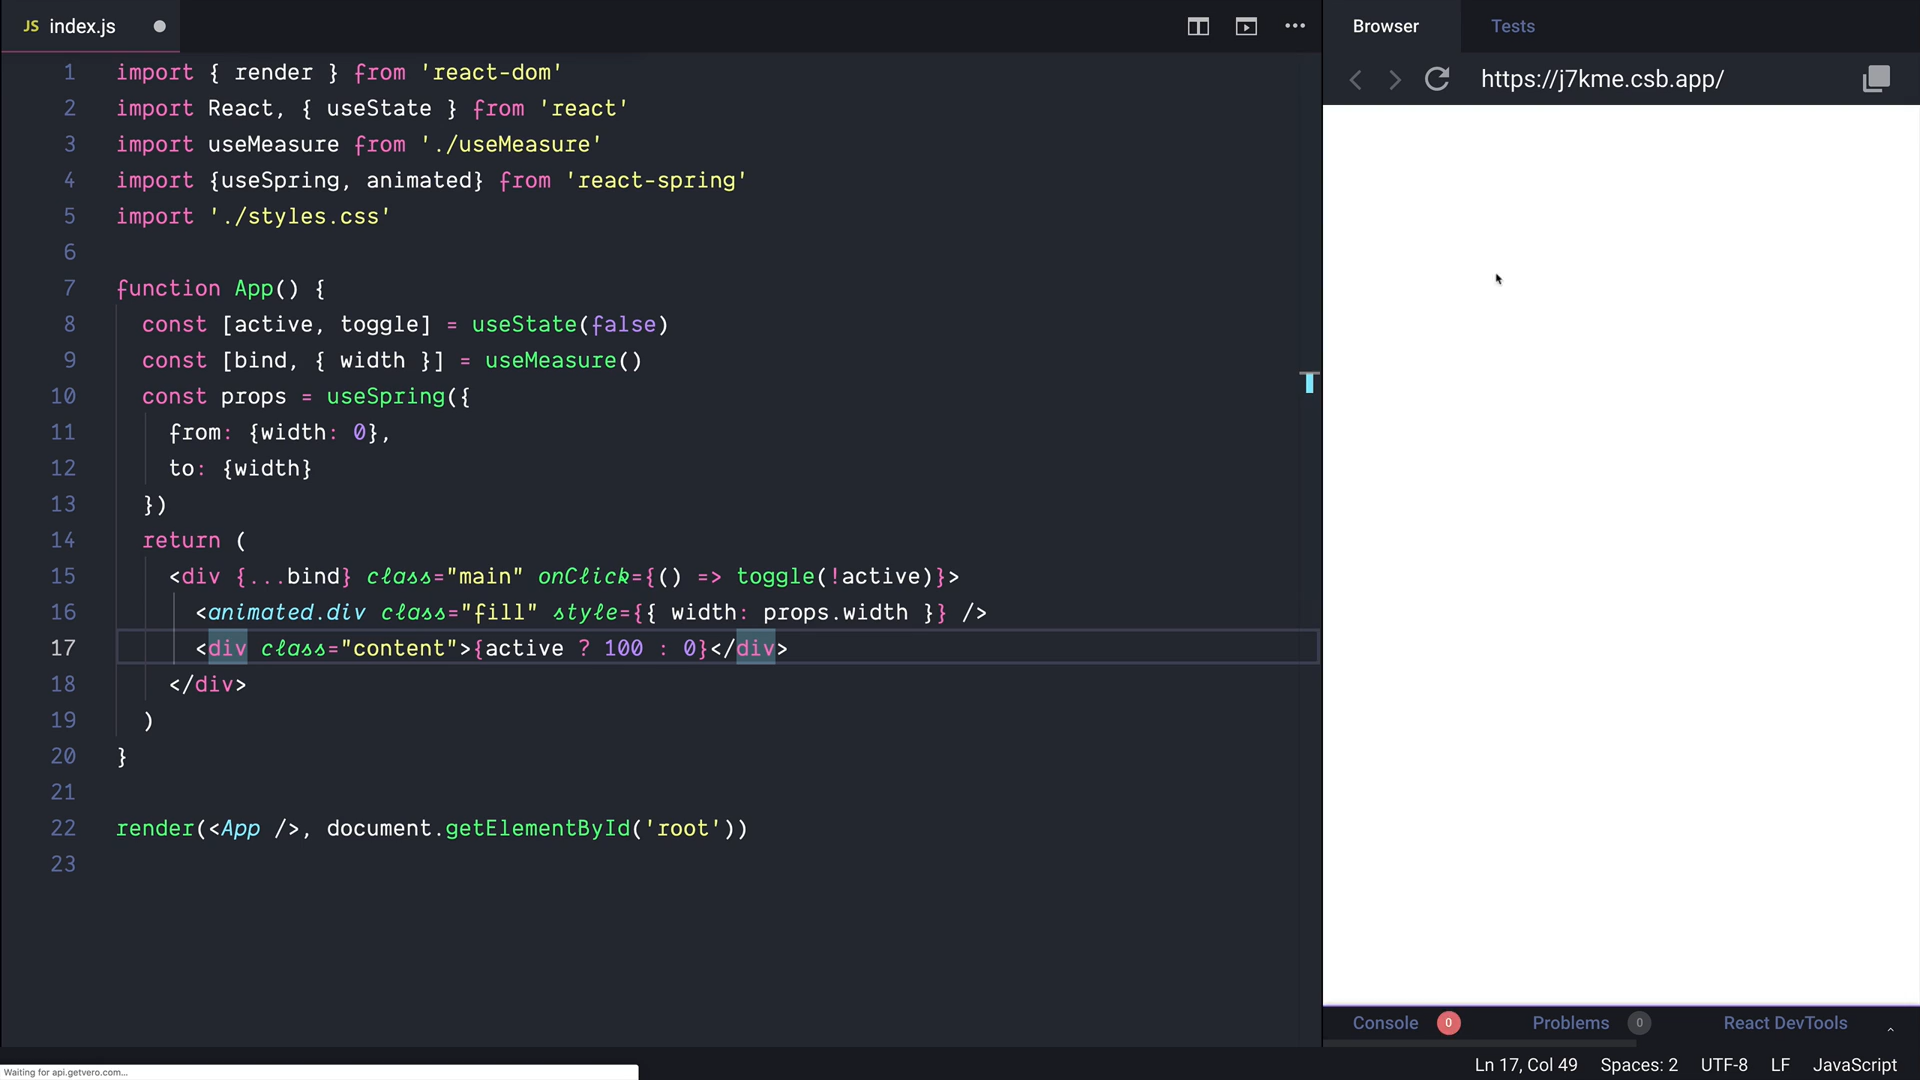 JS index.js
1 import { render } from 'react-dom'
2 import React, { useState } from 'react'
3 import useMeasure from './useMeasure'
4 import {useSpring, animated} from 'react-spring'
5 import './styles.css'
6
7 function App() {
8 const [active, toggle] = useState(false)
9 const [bind, { width }] = useMeasure()
10 const props = useSpring({
11 from: {width: 0},
12 to: {width}
13 })
14 return (
15 <div {...bind} class="main" onClick={() => toggle(!active)}>
16 <animated.div class="fill" style={{ width: props.width }} />
17 <div class="content">{active ? 100 : 0}</div>
18 </div>
19 )
20 }
21
22 render(<App />, document.getElementById('root'))
23
Browser Tests
https://j7kme.csb.app/
Console 0 Problems 0 React DevTools
Waiting for api.getvero.com...
Ln 17, Col 49 Spaces: 2 UTF-8 LF JavaScript